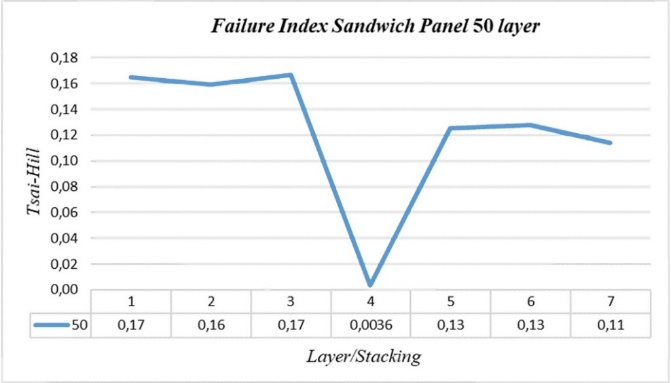 Failure Index Sandwich Panel 50 layer
0,18
0,16
0,14
0,12
0,10
0,08
0,06
0,04
0,02
0,00
Tsai-Hill
1 2 3 4 5 6 7
50 0,17 0,16 0,17 0,0036 0,13 0,13 0,11
Layer/Stacking